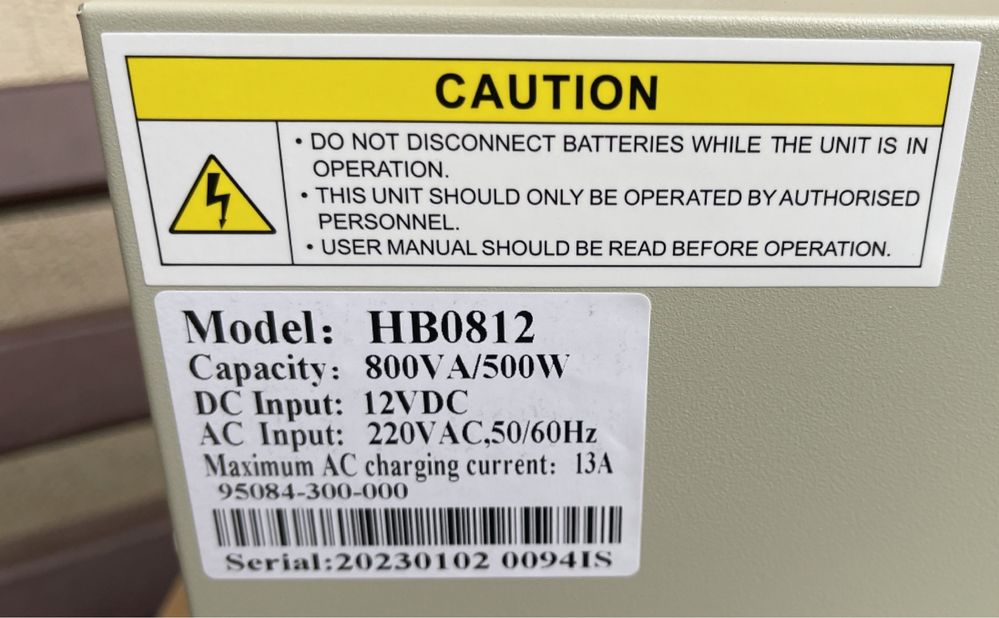 CAUTION
• DO NOT DISCONNECT BATTERIES WHILE THE UNIT IS IN
OPERATION.
• THIS UNIT SHOULD ONLY BE OPERATED BY AUTHORISED
PERSONNEL.
• USER MANUAL SHOULD BE READ BEFORE OPERATION.
Model: HB0812
Capacity: 800VA/500W
DC Input: 12VDC
AC Input: 220VAC,50/60Hz
Maximum AC charging current: 13A
95084-300-000
Serial:20230102 0094IS